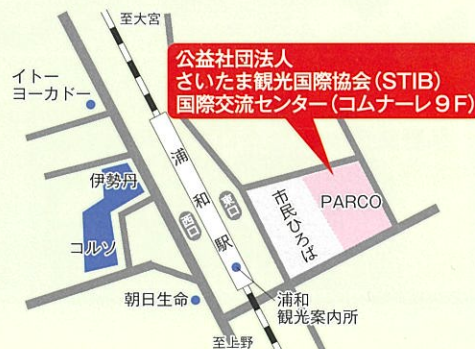 至大宮
公益社団法人
さいたま観光国際協会(STIB)
国際交流センター(コムナーレ9F)
イトー
ヨーカドー
伊勢丹
コルソ
浦和駅
西口
東口
市民ひろば
PARCO
朝日生命
浦和
観光案内所
至上野